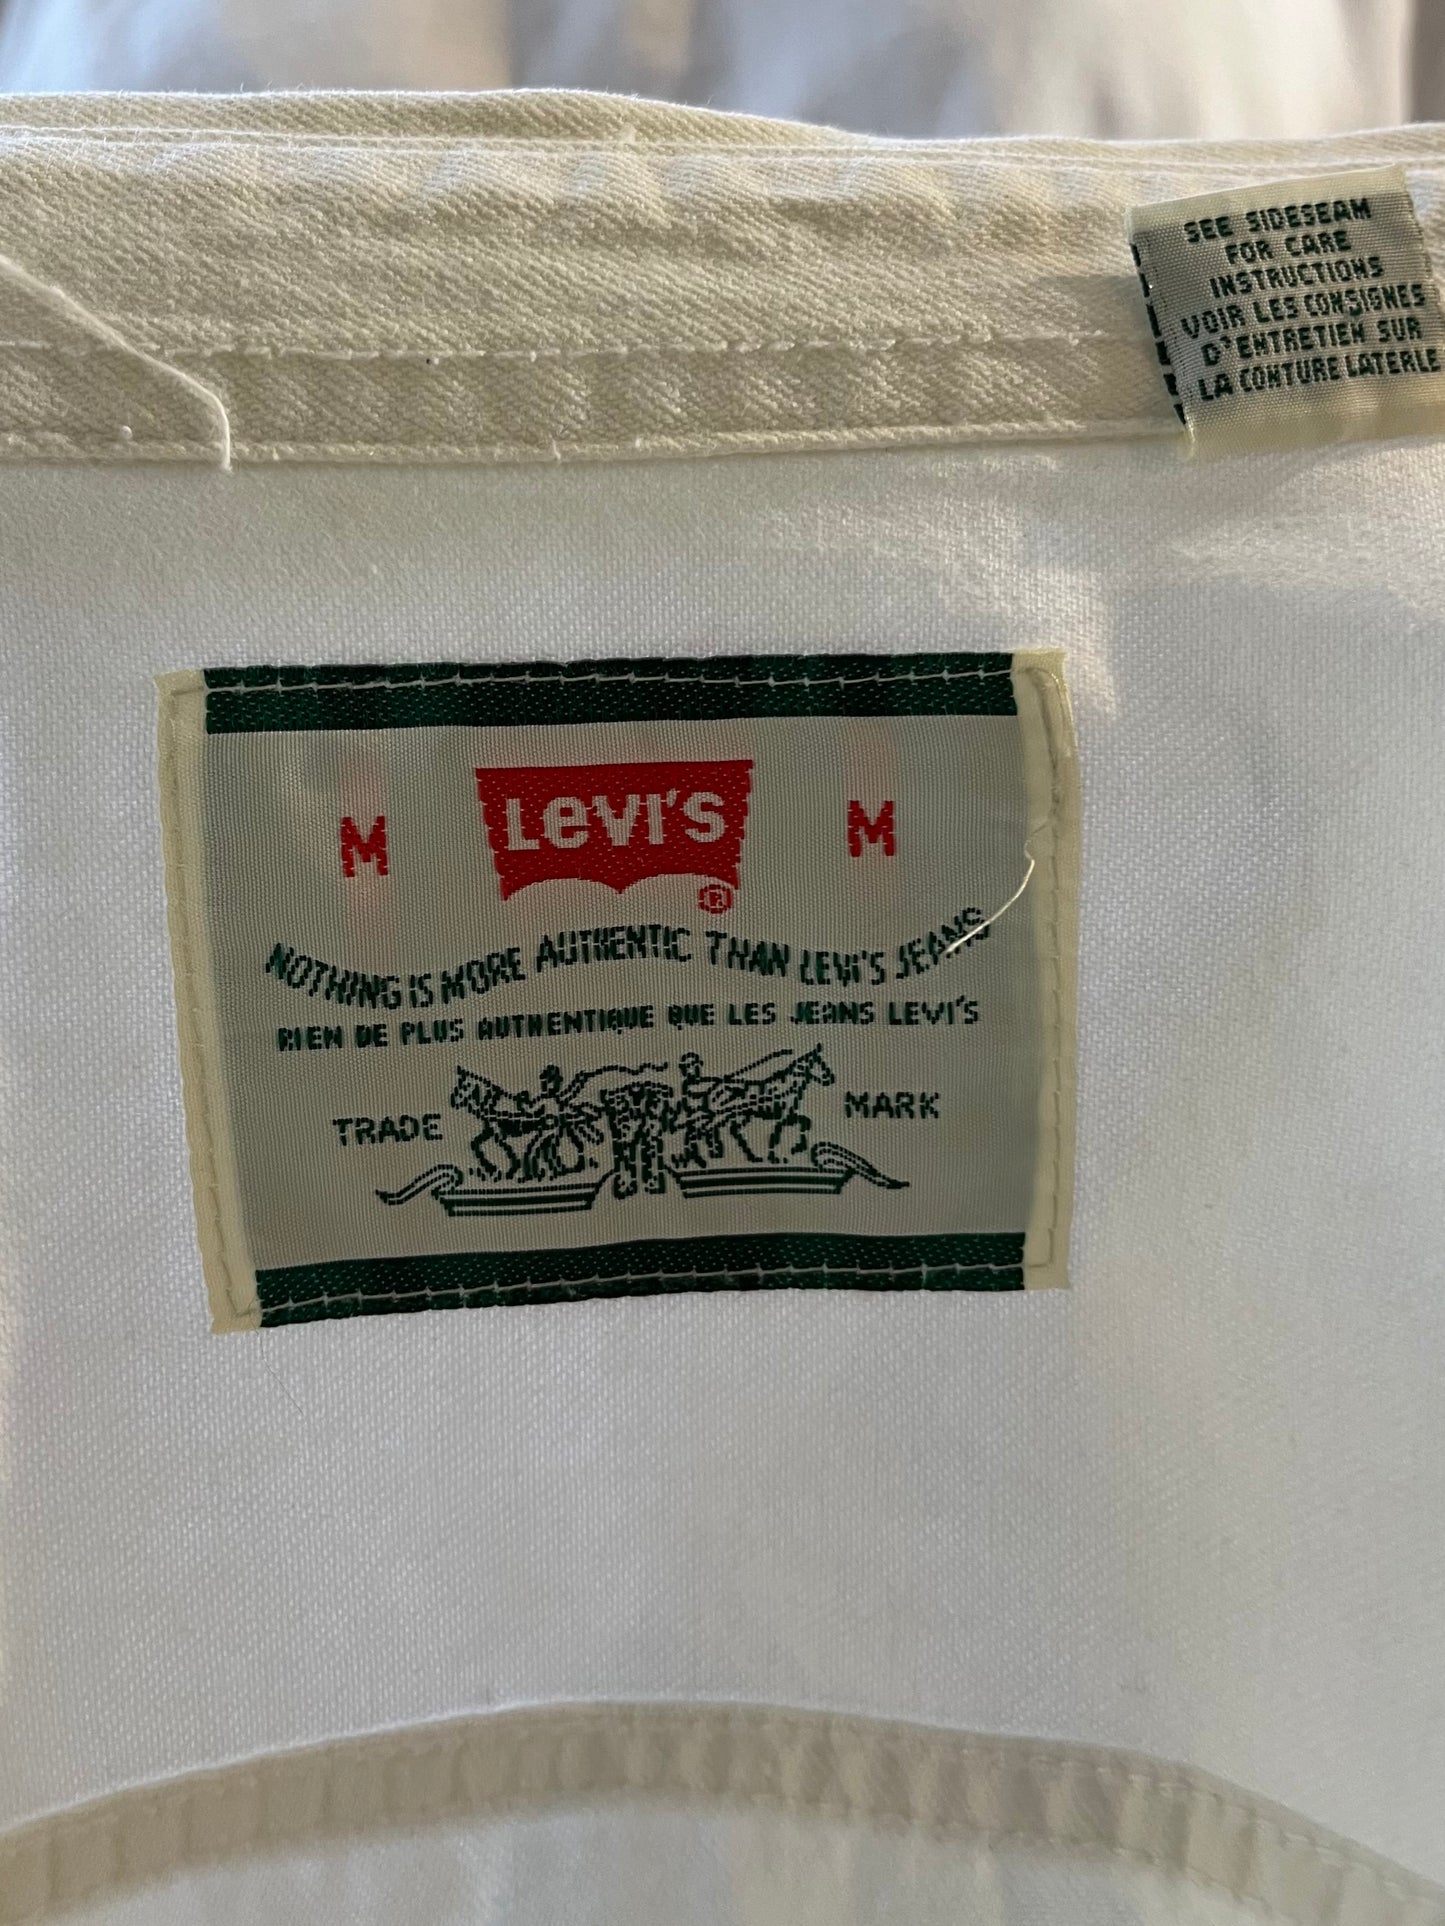 SEE SIDESEAM
FOR CARE
INSTRUCTIONS
VOIR LES CONSIGNES
D'ENTRETIEN SUR
LA COUTURE LATERLE
M LEVI'S M
®
NOTHING IS MORE AUTHENTIC THAN LEVI'S JEANS
RIEN DE PLUS AUTHENTIQUE QUE LES JEANS LEVI'S
TRADE MARK